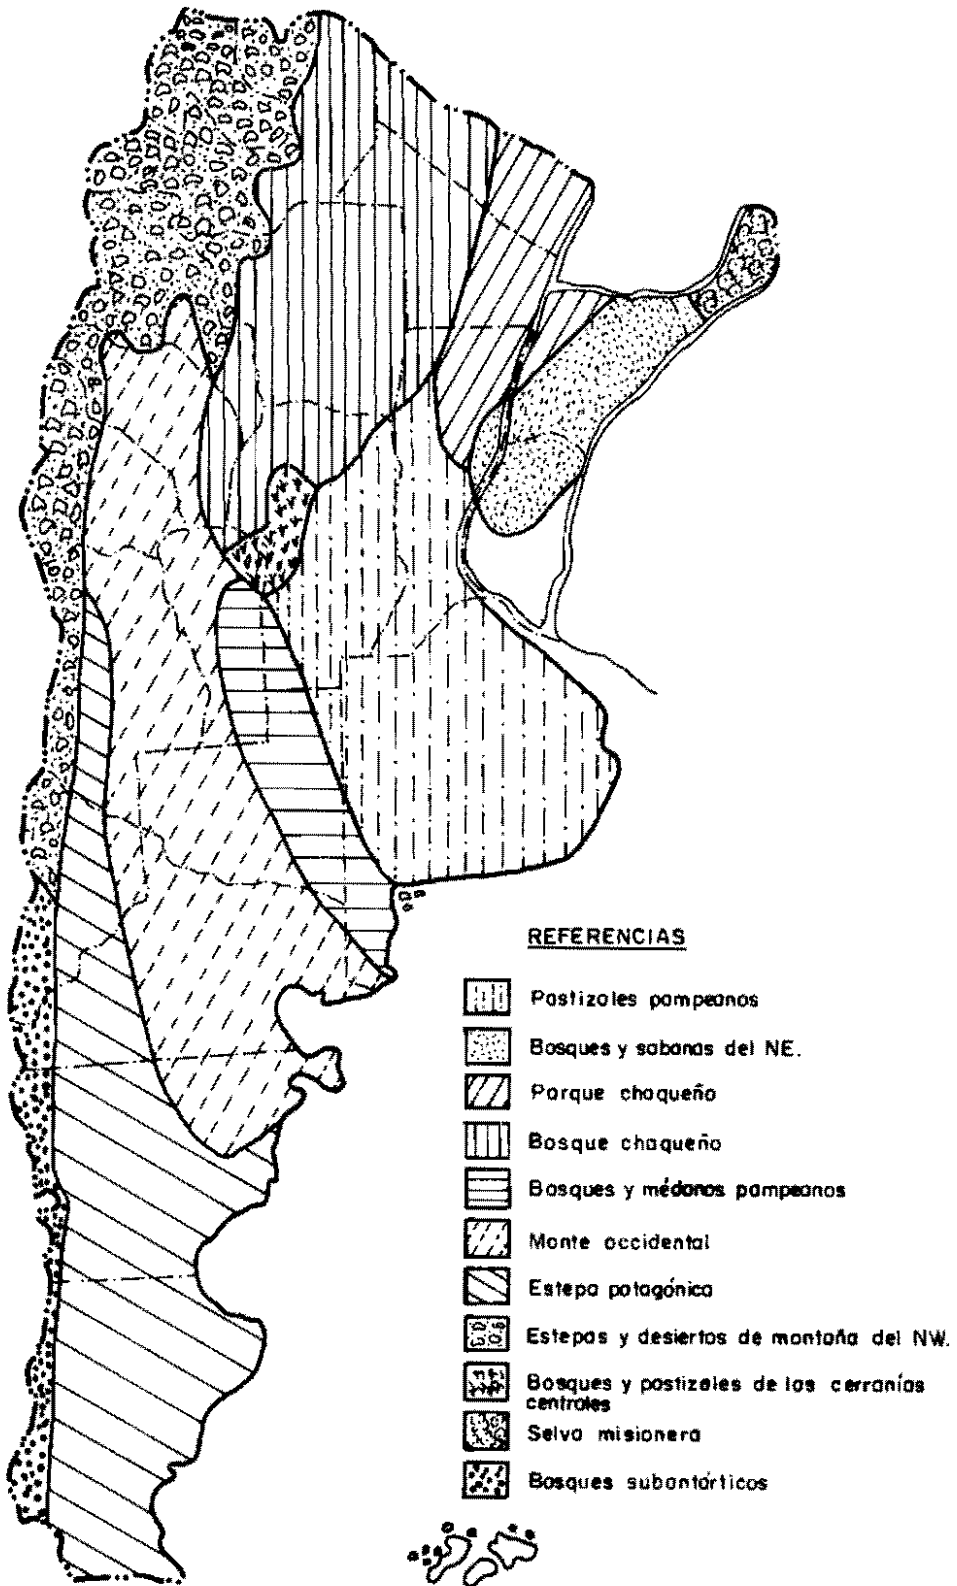 REFERENCIAS
Pastizales pampeanos
Bosques y sabanas del NE.
Parque chaqueño
Bosque chaqueño
Bosques y médanos pampeanos
Monte occidental
Estepa patagónica
Estepas y desiertos de montaña del NW.
Bosques y pastizales de las cerranías
centrales
Selva misionera
Bosques subantárticos